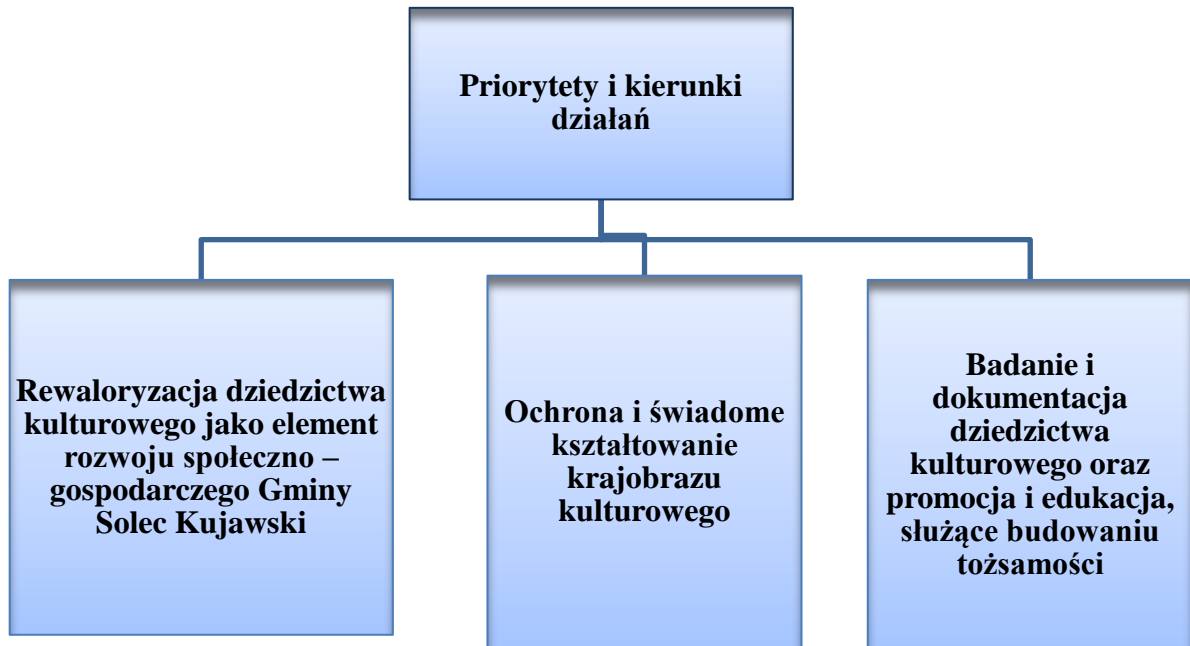 Priorytety i kierunki
działań
Rewaloryzacja dziedzictwa
kulturowego jako element
rozwoju społeczno –
gospodarczego Gminy
Solec Kujawski
Ochrona i świadome
kształtowanie
krajobrazu
kulturowego
Badanie i
dokumentacja
dziedzictwa
kulturowego oraz
promocja i edukacja,
służące budowaniu
tożsamości